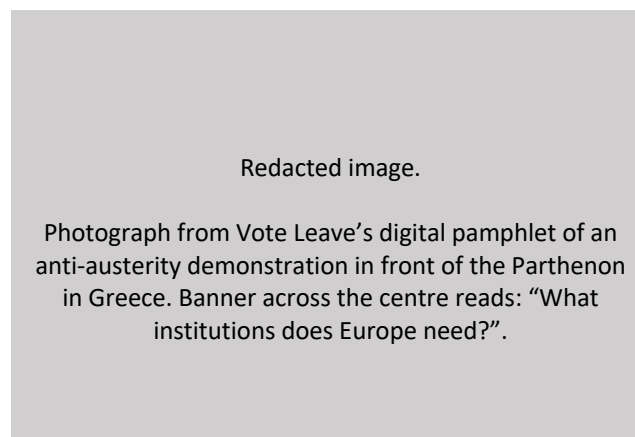 Redacted image.
Photograph from Vote Leave’s digital pamphlet of an
anti-austerity demonstration in front of the Parthenon
in Greece. Banner across the centre reads: “What
institutions does Europe need?”.